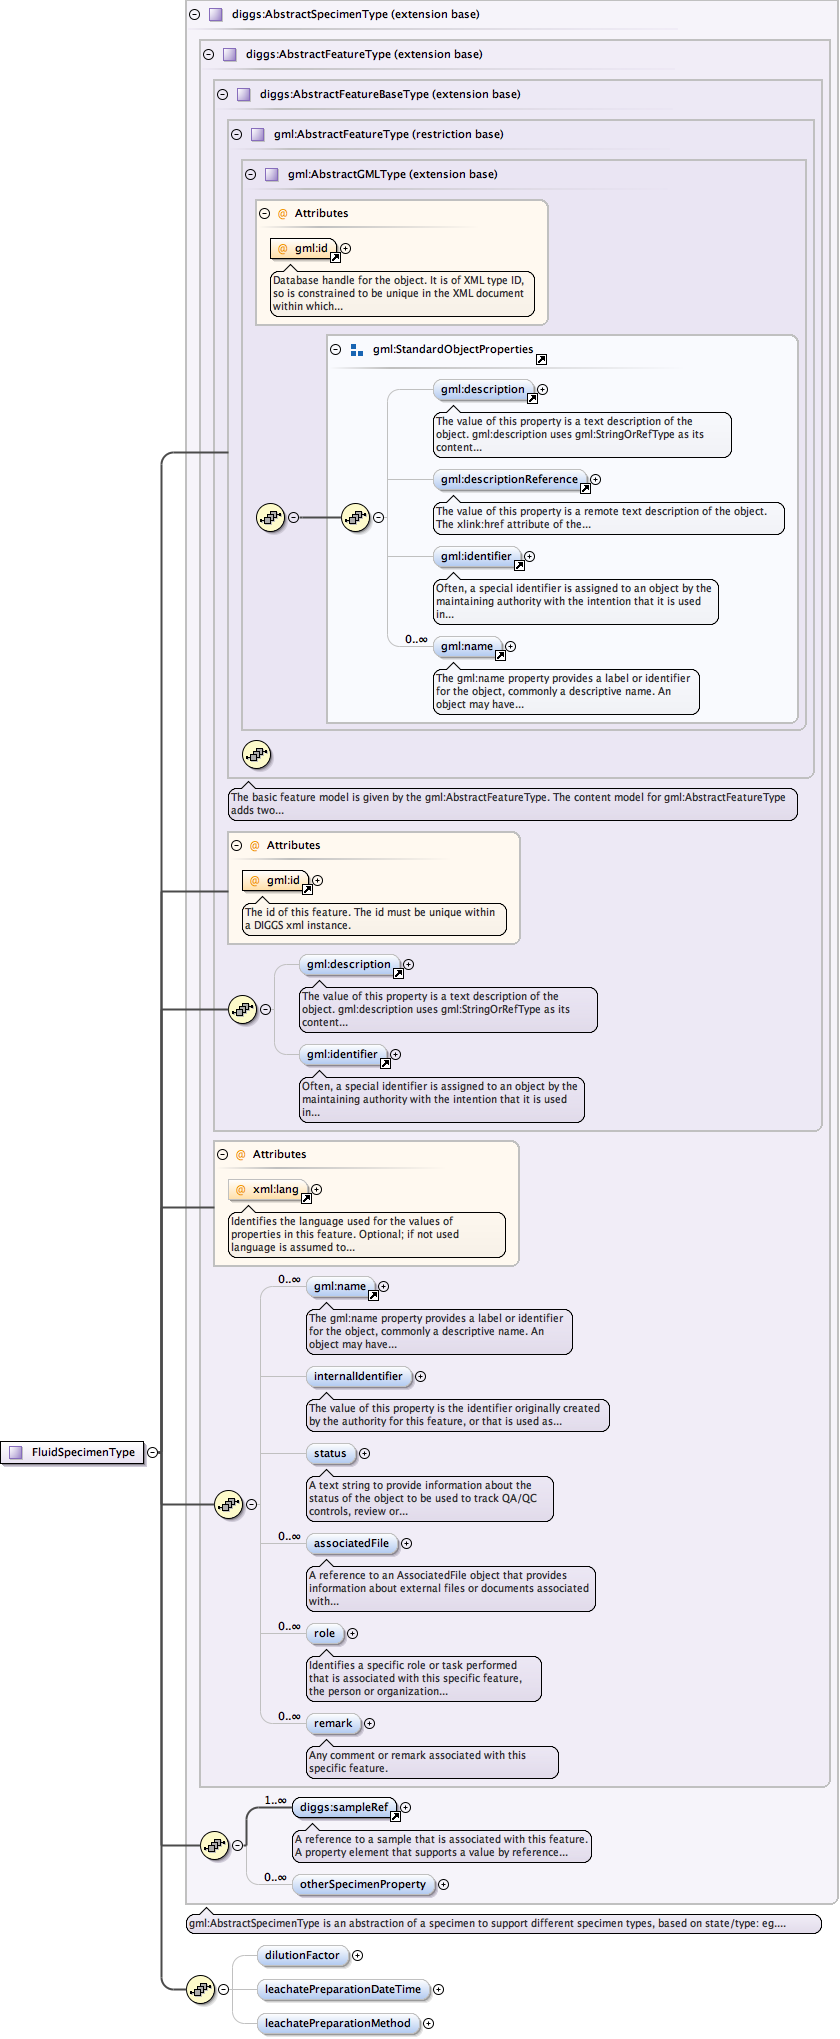 diggs:AbstractSpecimenType (extension base)
diggs:AbstractFeatureType (extension base)
diggs:AbstractFeatureBaseType (extension base)
gml:AbstractFeatureType (restriction base)
gml:AbstractGMLType (extension base)
@ Attributes
@ gml:id
Database handle for the object. It is of XML type ID,
so is constrained to be unique in the XML document
within which...
gml:StandardObjectProperties
gml:description
The value of this property is a text description of the
object. gml:description uses gml:StringOrRefType as its
content...
gml:descriptionReference
The value of this property is a remote text description of the object.
The xlink:href attribute of the...
gml:identifier
Often, a special identifier is assigned to an object by the
maintaining authority with the intention that it is used
in...
0..∞
gml:name
The gml:name property provides a label or identifier
for the object, commonly a descriptive name. An
object may have...
The basic feature model is given by the gml:AbstractFeatureType. The content model for gml:AbstractFeatureType
adds two...
@ Attributes
@ gml:id
The id of this feature. The id must be unique within
a DIGGS xml instance.
gml:description
The value of this property is a text description of the
object. gml:description uses gml:StringOrRefType as its
content...
gml:identifier
Often, a special identifier is assigned to an object by the
maintaining authority with the intention that it is used
in...
@ Attributes
@ xml:lang
Identifies the language used for the values of
properties in this feature. Optional; if not used
language is assumed to...
0..∞
gml:name
The gml:name property provides a label or identifier
for the object, commonly a descriptive name. An
object may have...
internalIdentifier
The value of this property is the identifier originally created
by the authority for this feature, or that is used as...
FluidSpecimenType
status
A text string to provide information about the
status of the object to be used to track QA/QC
controls, review or...
0..∞
associatedFile
A reference to an AssociatedFile object that provides
information about external files or documents associated
with...
0..∞
role
Identifies a specific role or task performed
that is associated with this specific feature,
the person or organization...
0..∞
remark
Any comment or remark associated with this
specific feature.
1..∞
diggs:sampleRef
A reference to a sample that is associated with this feature.
A property element that supports a value by reference...
0..∞
otherSpecimenProperty
gml:AbstractSpecimenType is an abstraction of a specimen to support different specimen types, based on state/type: eg....
dilutionFactor
leachatePreparationDateTime
leachatePreparationMethod